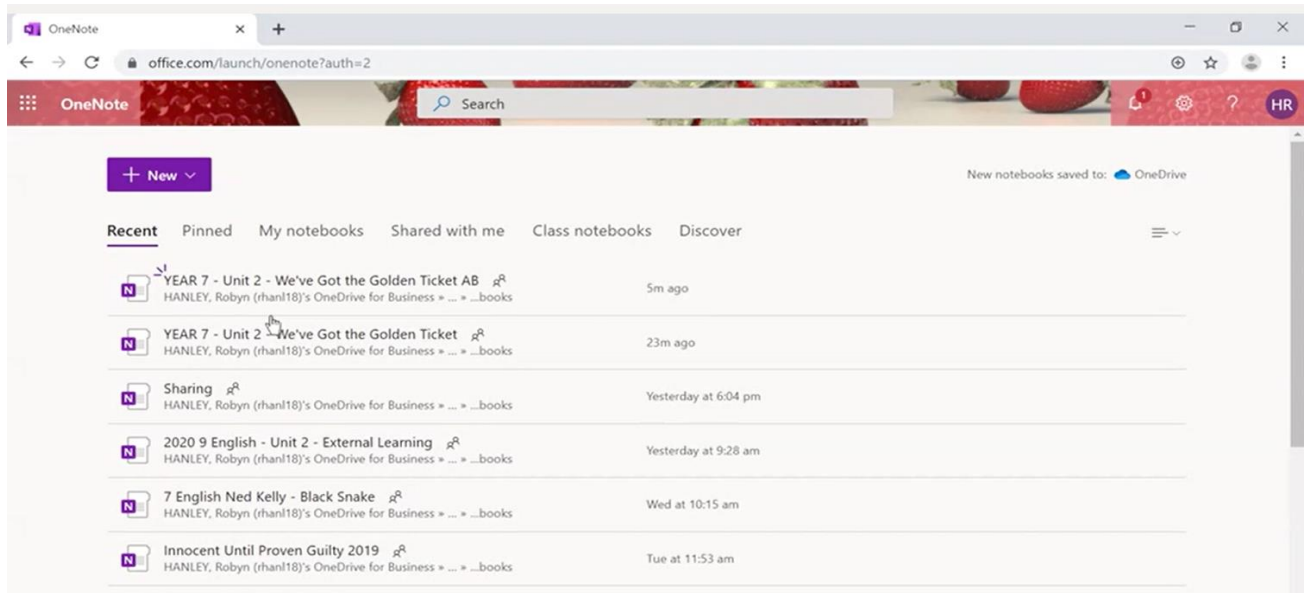 OneNote
office.com/launch/onenote?auth=2
OneNote
Search
1
HR
+ New
New notebooks saved to: OneDrive
Recent Pinned My notebooks Shared with me Class notebooks Discover
YEAR 7 - Unit 2 - We've Got the Golden Ticket AB
HANLEY, Robyn (rhanl18)'s OneDrive for Business » ... » ...books
5m ago
YEAR 7 - Unit 2 - We've Got the Golden Ticket
HANLEY, Robyn (rhanl18)'s OneDrive for Business » ... » ...books
23m ago
Sharing
HANLEY, Robyn (rhanl18)'s OneDrive for Business » ... » ...books
Yesterday at 6:04 pm
2020 9 English - Unit 2 - External Learning
HANLEY, Robyn (rhanl18)'s OneDrive for Business » ... » ...books
Yesterday at 9:28 am
7 English Ned Kelly - Black Snake
HANLEY, Robyn (rhanl18)'s OneDrive for Business » ... » ...books
Wed at 10:15 am
Innocent Until Proven Guilty 2019
HANLEY, Robyn (rhanl18)'s OneDrive for Business » ... » ...books
Tue at 11:53 am